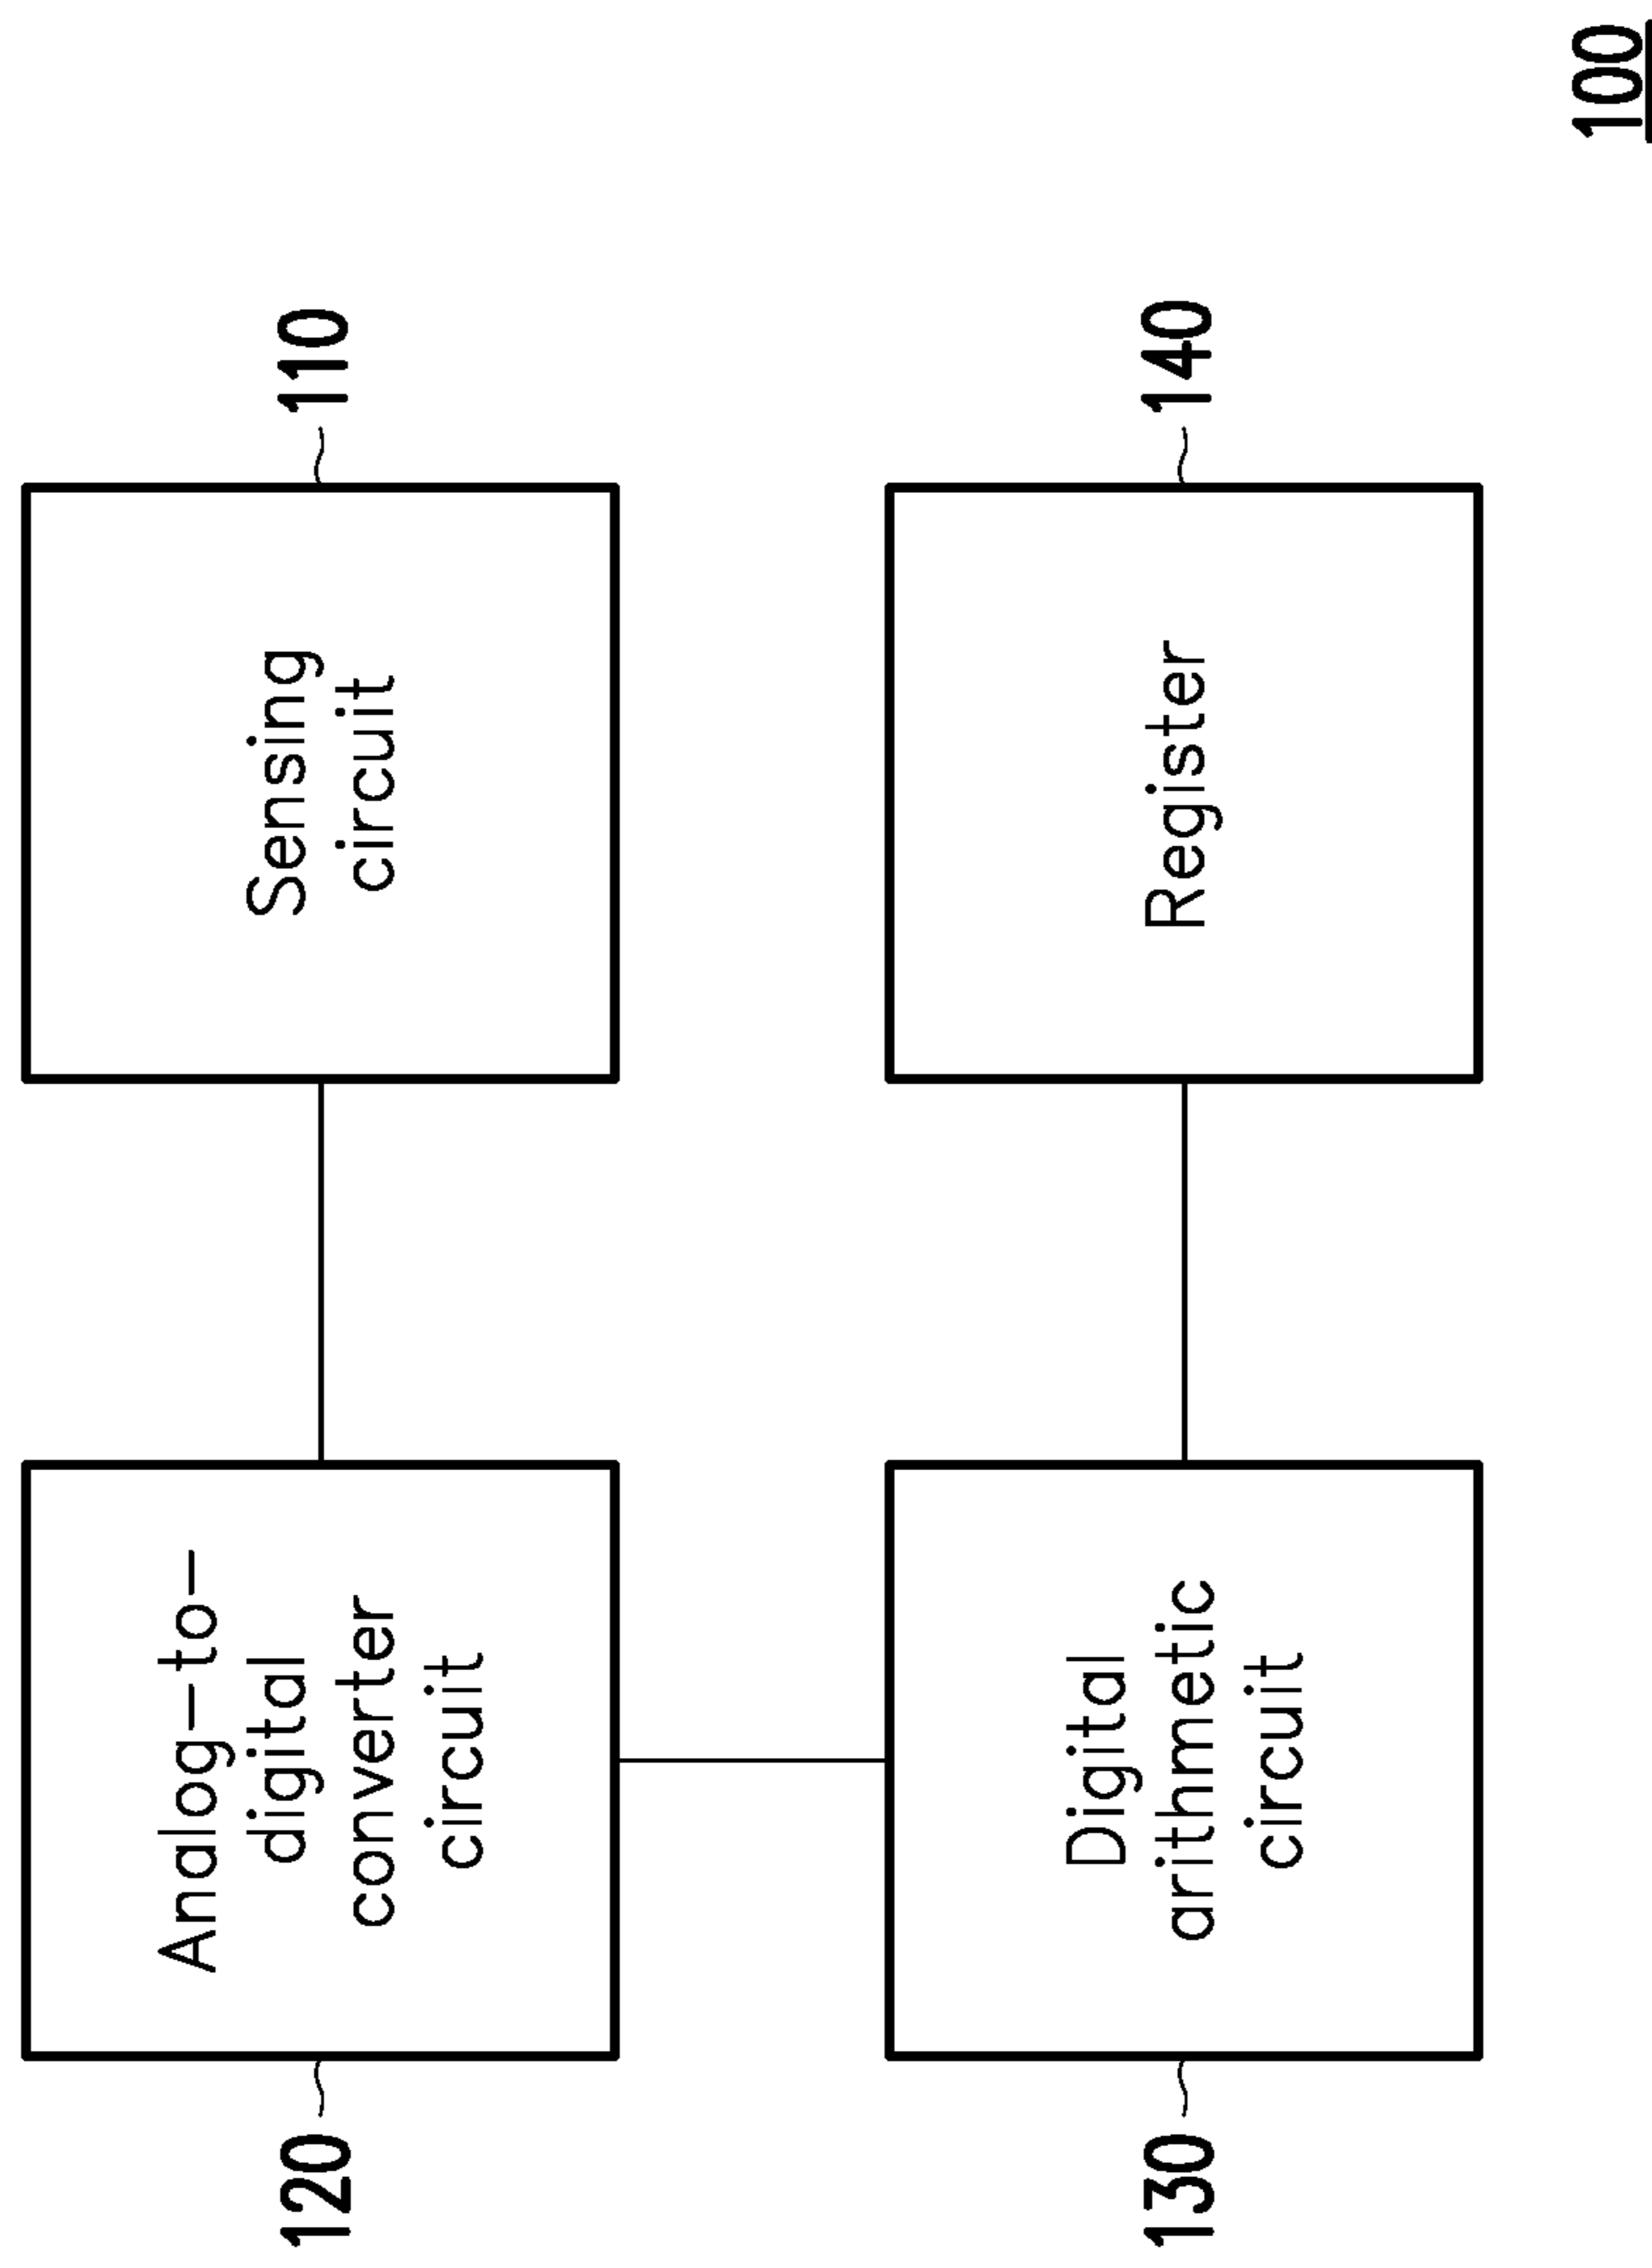 120
Analog-to-
digital
converter
circuit
Sensing
circuit
110
130
Digital
arithmetic
circuit
Register
140
100